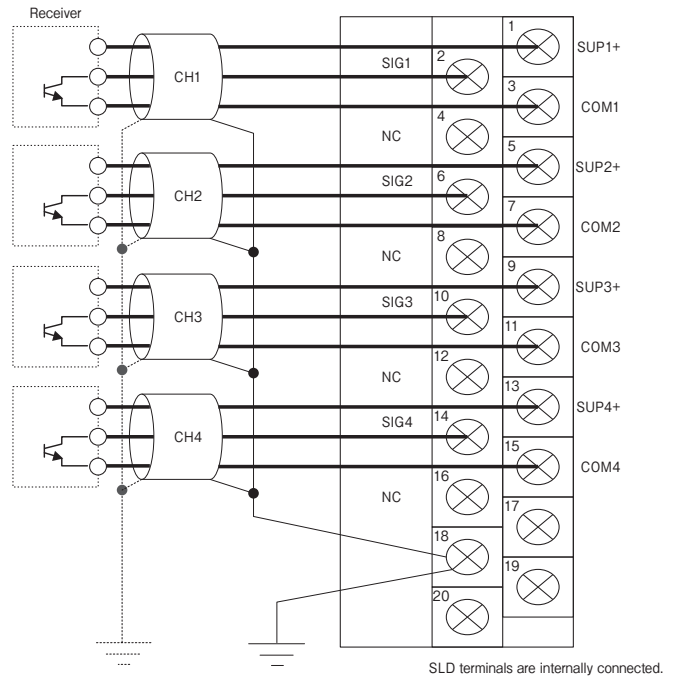 Receiver
1
SUP1+
SIG1
2
CH1
3
COM1
4
NC
5
SUP2+
SIG2
6
CH2
7
COM2
8
NC
9
SUP3+
SIG3
10
CH3
11
COM3
12
NC
13
SUP4+
SIG4
14
CH4
15
COM4
16
NC
17
18
19
20
SLD terminals are internally connected.